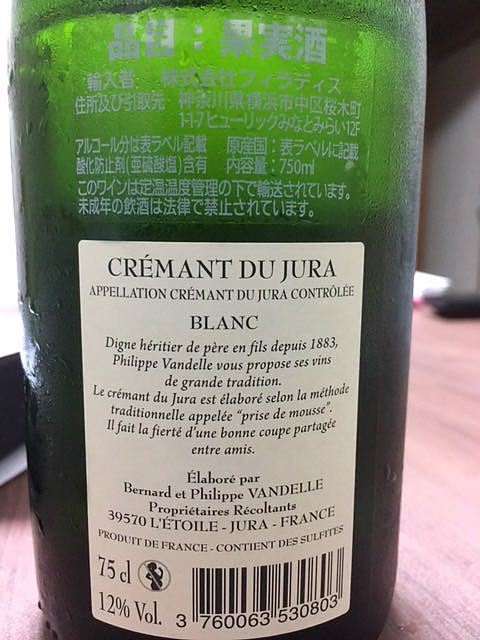 品目：果実酒
輸入者 株式会社フィラディス
住所及び引取先 神奈川県横浜市中区桜木町
1-1-7 ヒューリックみなとみらい12F
アルコール分は表ラベル記載 原産国：表ラベルに記載
酸化防止剤(亜硫酸塩)含有 内容量：750ml
このワインは定温温度管理の下で輸送されています。
未成年の飲酒は法律で禁止されています。
CRÉMANT DU JURA
APPELLATION CRÉMANT DU JURA CONTRÔLÉE
BLANC
Digne héritier de père en fils depuis 1883,
Philippe Vandelle vous propose ses vins
de grande tradition.
Le crémant du Jura est élaboré selon la méthode
traditionnelle appelée “prise de mousse”.
Il fait la fierté d'une bonne coupe partagée
entre amis.
Élaboré par
Bernard et Philippe VANDELLE
Propriétaires Récoltants
39570 L'ÉTOILE - JURA - FRANCE
PRODUIT DE FRANCE - CONTIENT DES SULFITES
75 cl
12% Vol.
3 760063 530803